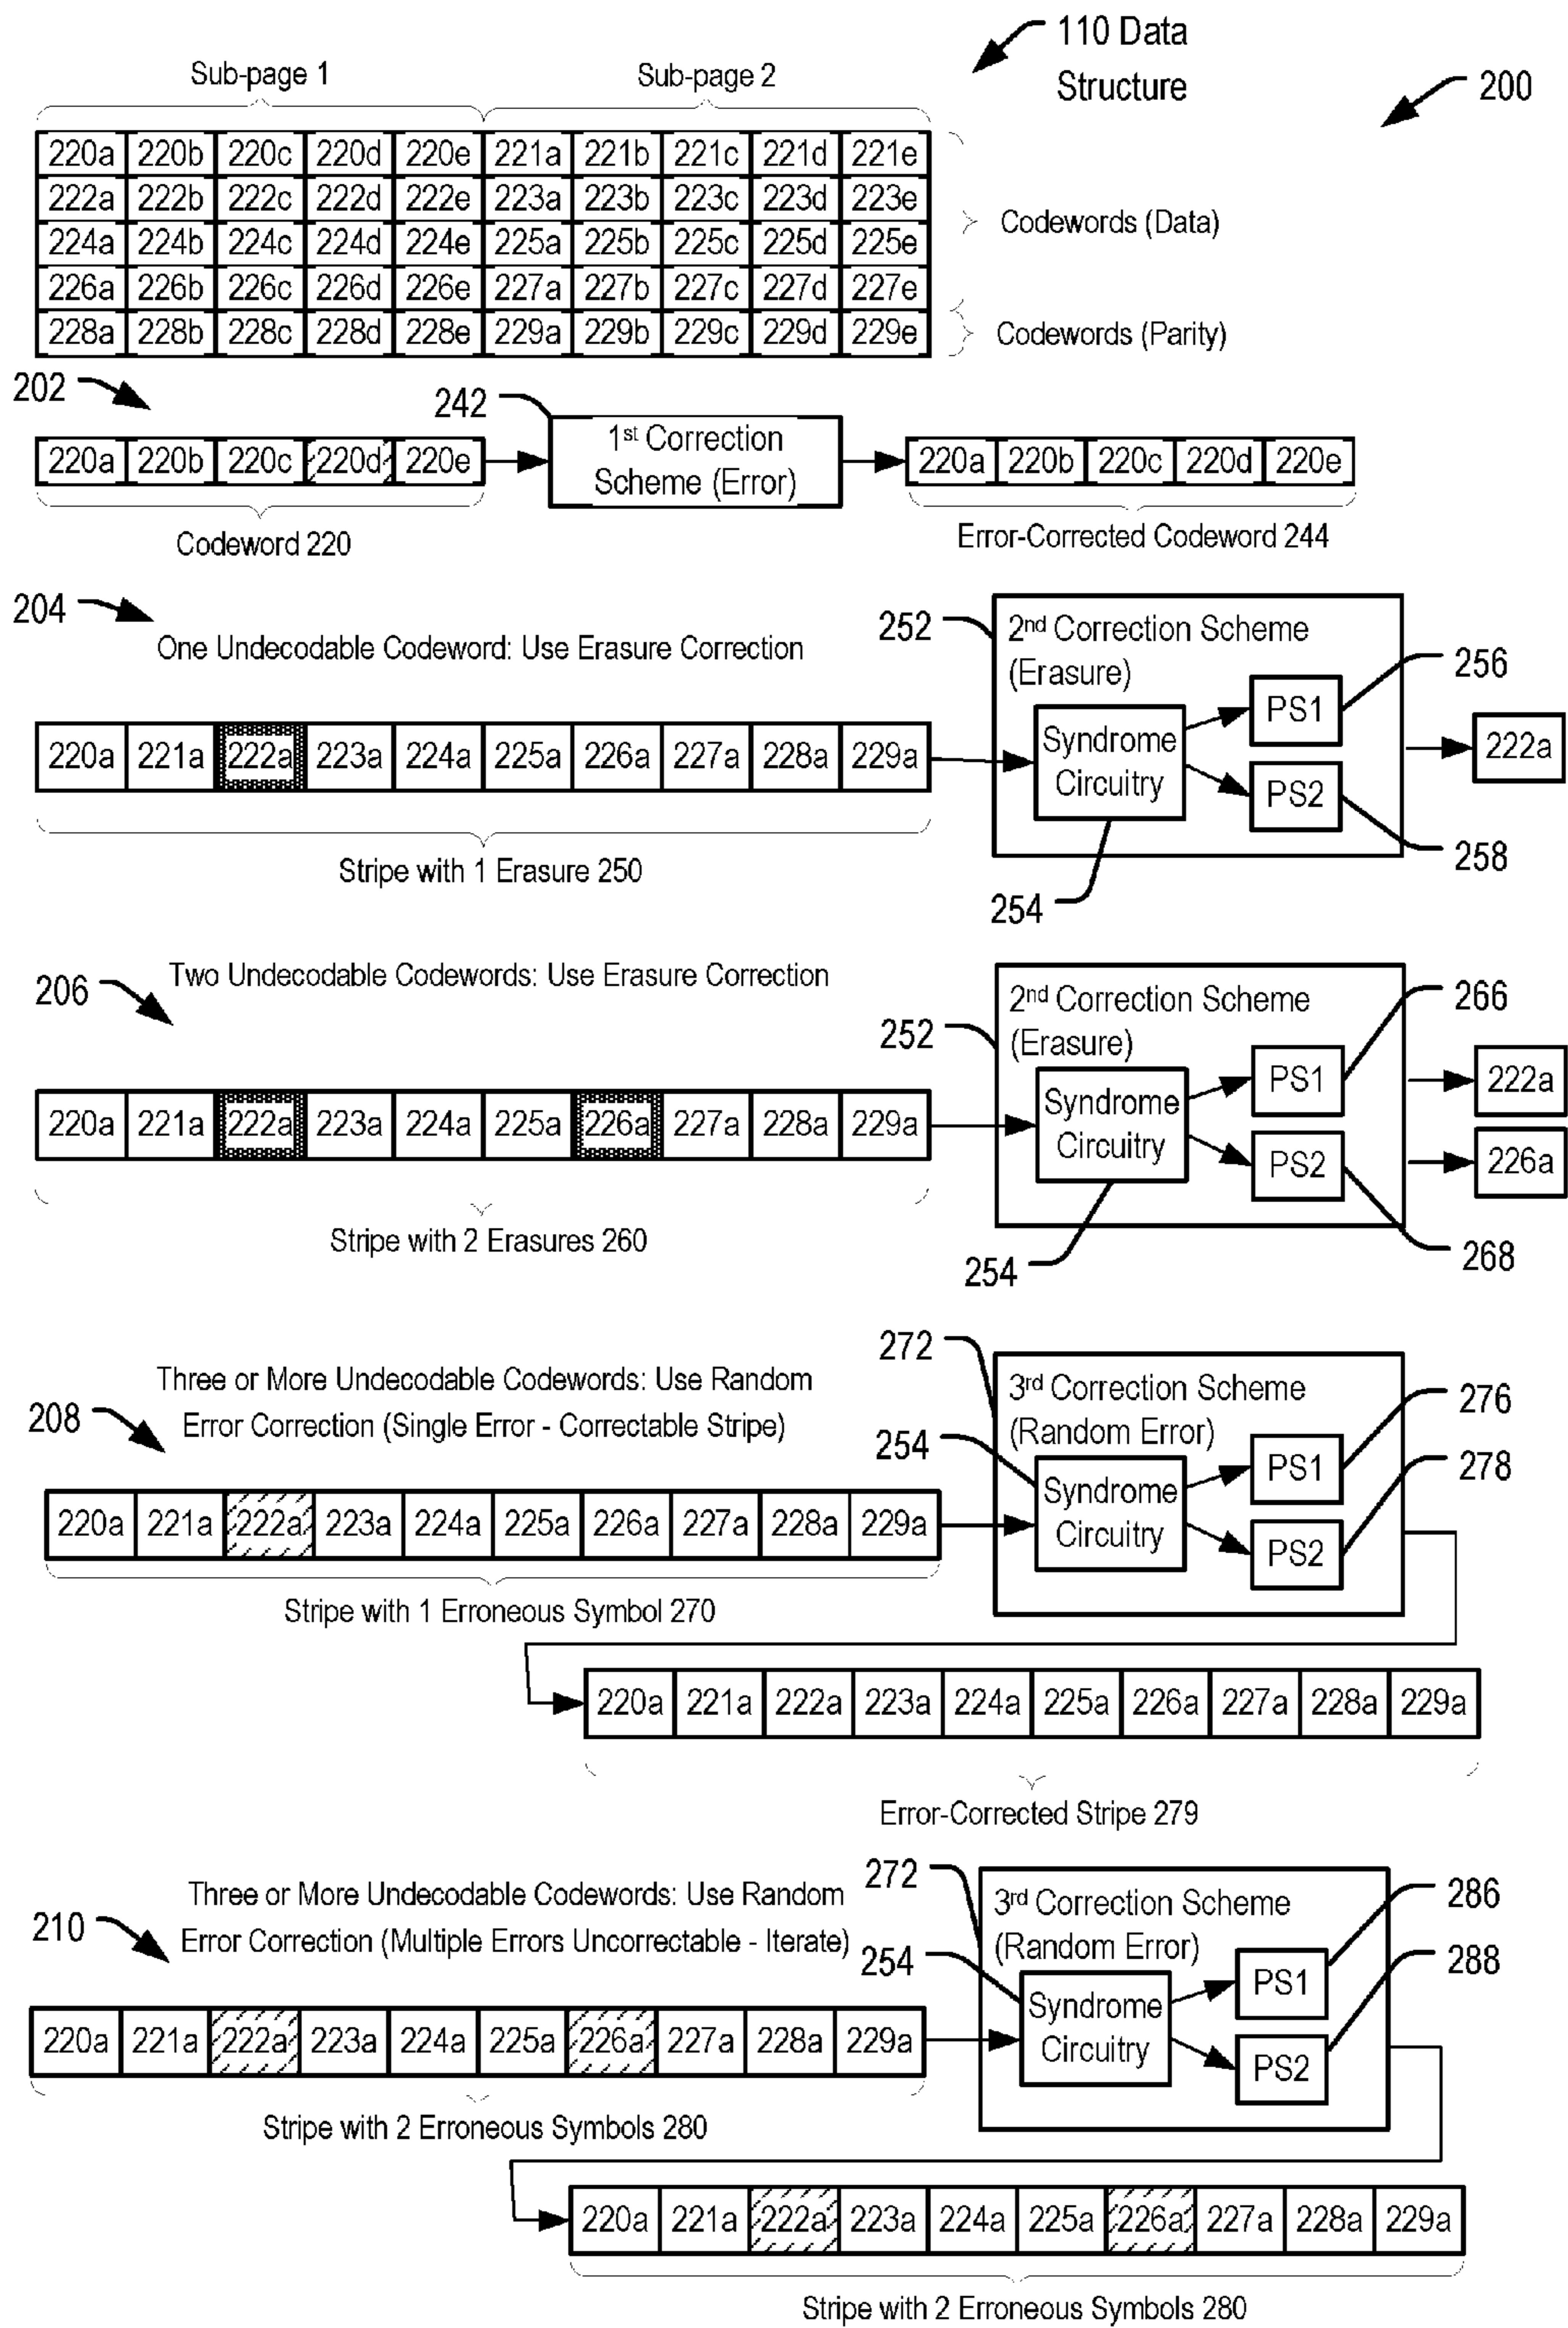 110 Data
Structure
200
Sub-page 1 Sub-page 2
220a 220b 220c 220d 220e 221a 221b 221c 221d 221e
222a 222b 222c 222d 222e 223a 223b 223c 223d 223e
224a 224b 224c 224d 224e 225a 225b 225c 225d 225e
226a 226b 226c 226d 226e 227a 227b 227c 227d 227e
228a 228b 228c 228d 228e 229a 229b 229c 229d 229e
Codewords (Data)
Codewords (Parity)
202
242
220a 220b 220c 220d 220e
1st Correction
Scheme (Error)
220a 220b 220c 220d 220e
Codeword 220
Error-Corrected Codeword 244
204
One Undecodable Codeword: Use Erasure Correction
252
2nd Correction Scheme
(Erasure)
256
220a 221a 222a 223a 224a 225a 226a 227a 228a 229a
Syndrome
Circuitry
PS1
PS2
222a
258
254
Stripe with 1 Erasure 250
206
Two Undecodable Codewords: Use Erasure Correction
252
2nd Correction Scheme
(Erasure)
266
220a 221a 222a 223a 224a 225a 226a 227a 228a 229a
Syndrome
Circuitry
PS1
PS2
222a
226a
268
254
Stripe with 2 Erasures 260
208
Three or More Undecodable Codewords: Use Random
Error Correction (Single Error - Correctable Stripe)
272
254
3rd Correction Scheme
(Random Error)
276
278
220a 221a 222a 223a 224a 225a 226a 227a 228a 229a
Syndrome
Circuitry
PS1
PS2
Stripe with 1 Erroneous Symbol 270
220a 221a 222a 223a 224a 225a 226a 227a 228a 229a
Error-Corrected Stripe 279
210
Three or More Undecodable Codewords: Use Random
Error Correction (Multiple Errors Uncorrectable - Iterate)
272
254
3rd Correction Scheme
(Random Error)
286
288
220a 221a 222a 223a 224a 225a 226a 227a 228a 229a
Syndrome
Circuitry
PS1
PS2
Stripe with 2 Erroneous Symbols 280
220a 221a 222a 223a 224a 225a 226a 227a 228a 229a
Stripe with 2 Erroneous Symbols 280